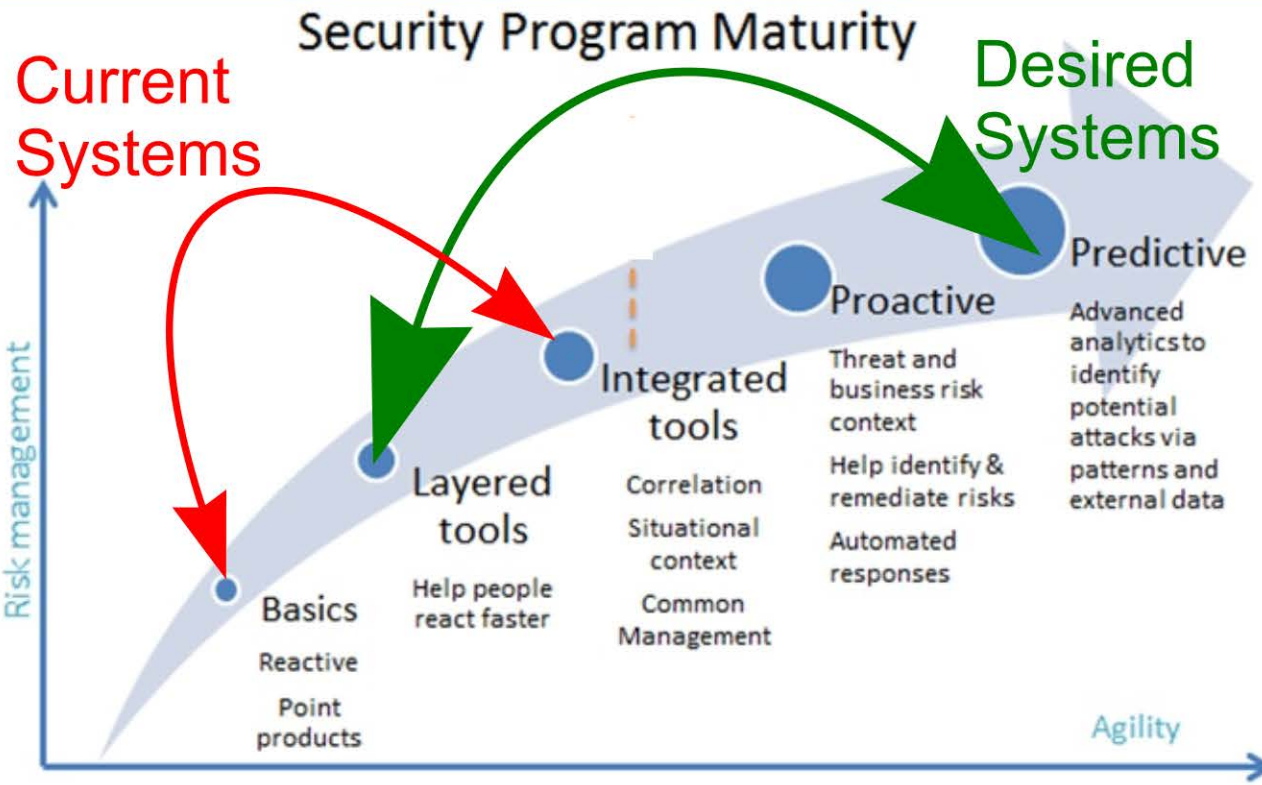 Security Program Maturity
Current
Systems
Desired
Systems
Risk management
Basics
Reactive
Point
products
Layered
tools
Help people
react faster
Integrated
tools
Correlation
Situational
context
Common
Management
Proactive
Threat and
business risk
context
Help identify &
remediate risks
Automated
responses
Predictive
Advanced
analytics to
identify
potential
attacks via
patterns and
external data
Agility